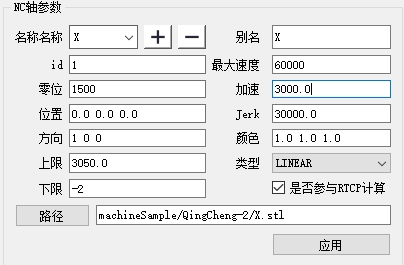 NC轴参数
名称名称 X + − 别名 X
id 1 最大速度 60000
零位 1500 加速 3000.0
位置 0.0 0.0 0.0 Jerk 30000.0
方向 1 0 0 颜色 1.0 1.0 1.0
上限 3050.0 类型 LINEAR
下限 -2 是否参与RTCP计算
路径 machineSample/QingCheng-2/X.stl
应用